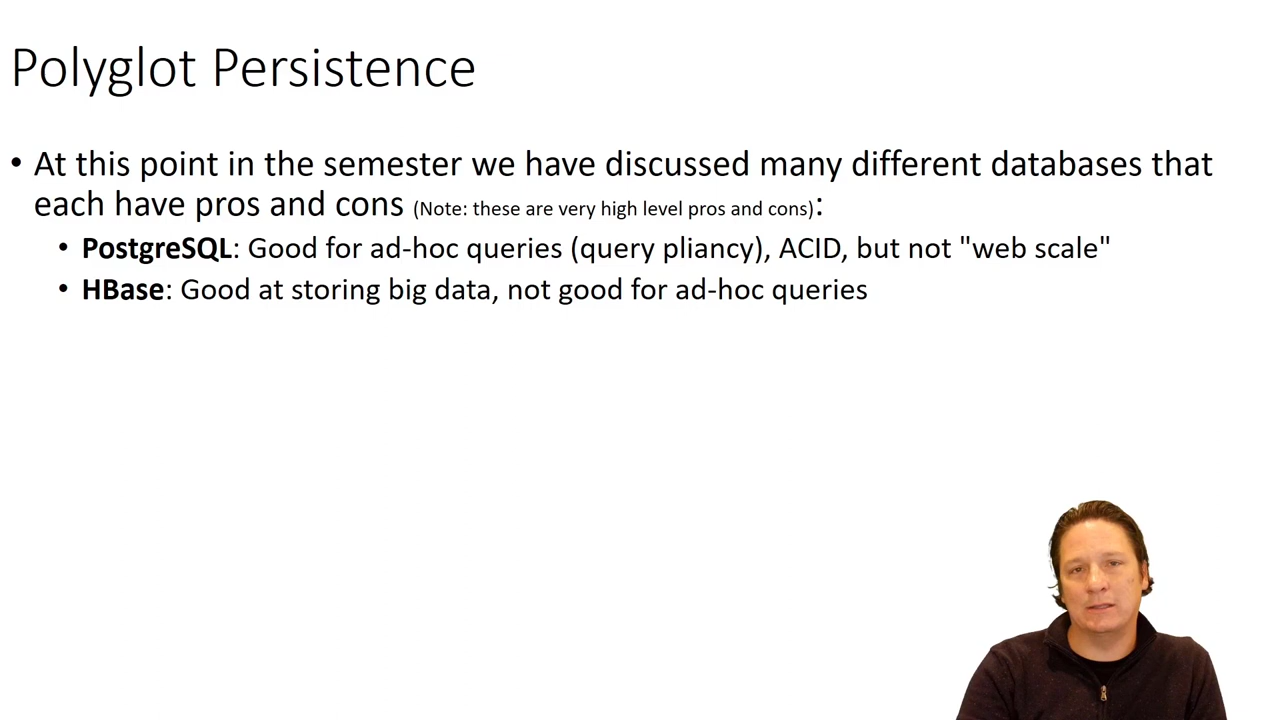 Polyglot Persistence
• At this point in the semester we have discussed many different databases that
each have pros and cons (Note: these are very high level pros and cons):
• PostgreSQL: Good for ad-hoc queries (query pliancy), ACID, but not "web scale"
• HBase: Good at storing big data, not good for ad-hoc queries